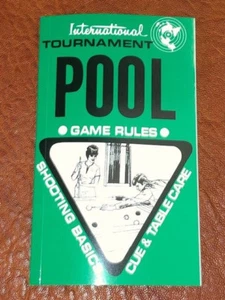 International
TOURNAMENT
POOL
GAME RULES
SHOOTING BASICS
CUE & TABLE CARE